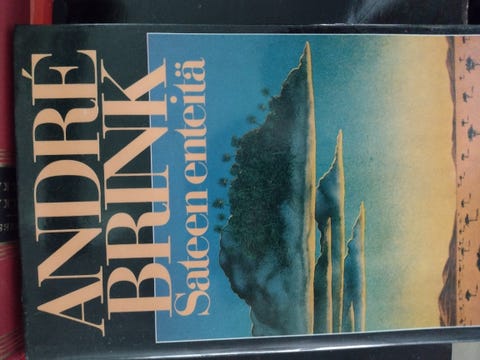 ANDRÉ
BRINK
Sateen enteitä